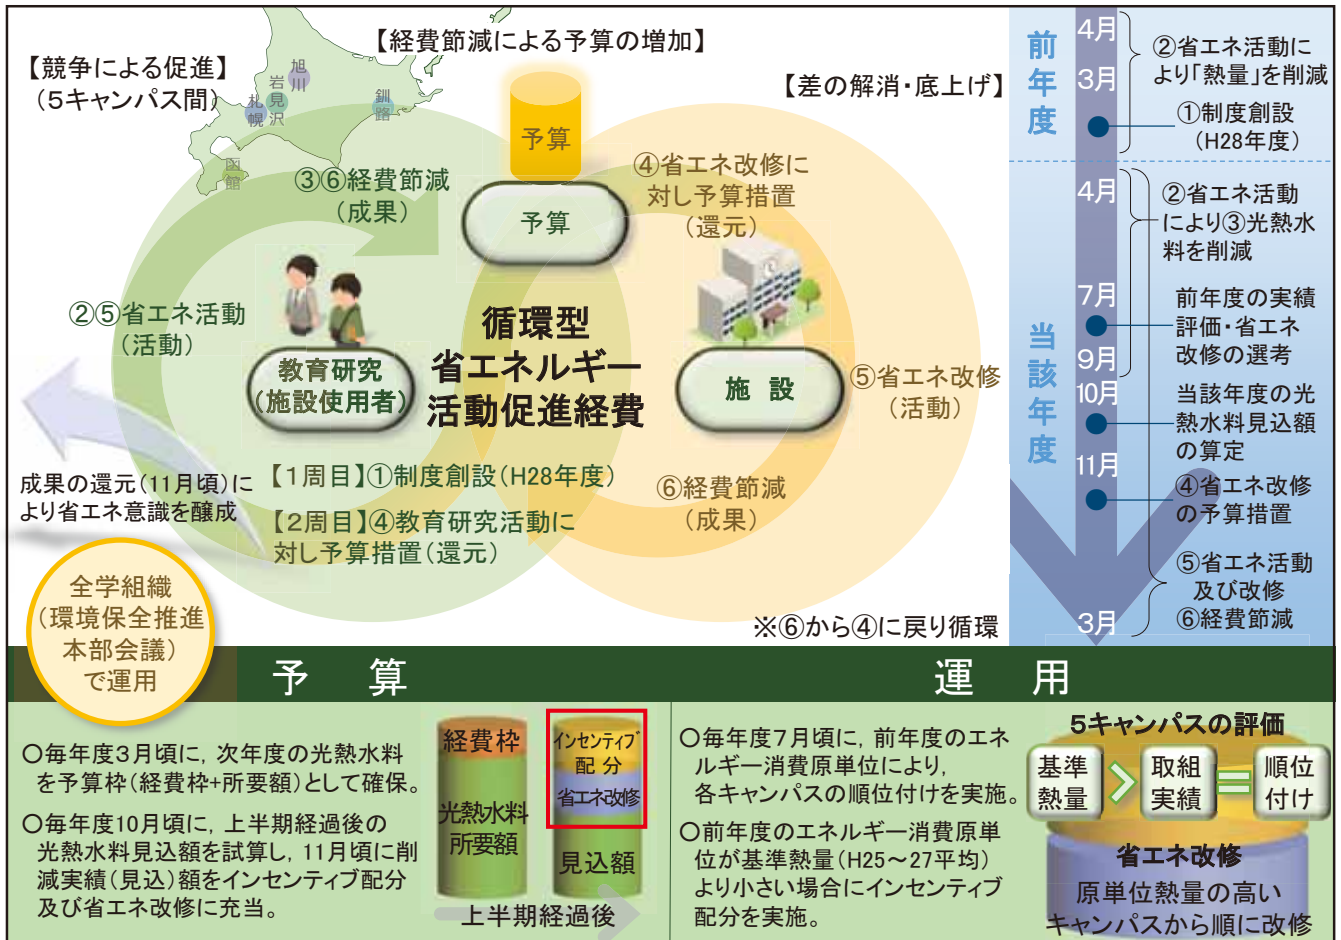 【経費節減による予算の増加】
【競争による促進】
（5キャンパス間）
旭川
岩見沢
札幌
釧路
函館
【差の解消・底上げ】
予算
予算
③⑥経費節減
（成果）
④省エネ改修に
対し予算措置
（還元）
②⑤省エネ活動
（活動）
教育研究
（施設使用者）
循環型
省エネルギー
活動促進経費
施 設
⑤省エネ改修
（活動）
⑥経費節減
（成果）
【１周目】①制度創設（H28年度）
【２周目】④教育研究活動に
対し予算措置（還元）
成果の還元（11月頃）に
より省エネ意識を醸成
全学組織
（環境保全推進
本部会議）
で運用
※⑥から④に戻り循環
前年度
4月
3月
②省エネ活動に
より「熱量」を削減
①制度創設
（H28年度）
当該年度
4月
②省エネ活動
により③光熱水
料を削減
7月
前年度の実績
評価・省エネ
改修の選考
9月
10月
当該年度の光
熱水料見込額
の算定
11月
④省エネ改修
の予算措置
⑤省エネ活動
及び改修
⑥経費節減
3月
予 算
○毎年度3月頃に，次年度の光熱水料
を予算枠（経費枠+所要額）として確保。
○毎年度10月頃に，上半期経過後の
光熱水料見込額を試算し，11月頃に削
減実績（見込）額をインセンティブ配分
及び省エネ改修に充当。
経費枠
光熱水料
所要額
インセンティブ
配 分
省エネ改修
見込額
上半期経過後
運 用
○毎年度7月頃に，前年度のエネ
ルギー消費原単位により，
各キャンパスの順位付けを実施。
○前年度のエネルギー消費原単
位が基準熱量（H25～27平均）
より小さい場合にインセンティブ
配分を実施。
5キャンパスの評価
基準
熱量
>
取組
実績
=
順位
付け
省エネ改修
原単位熱量の高い
キャンパスから順に改修